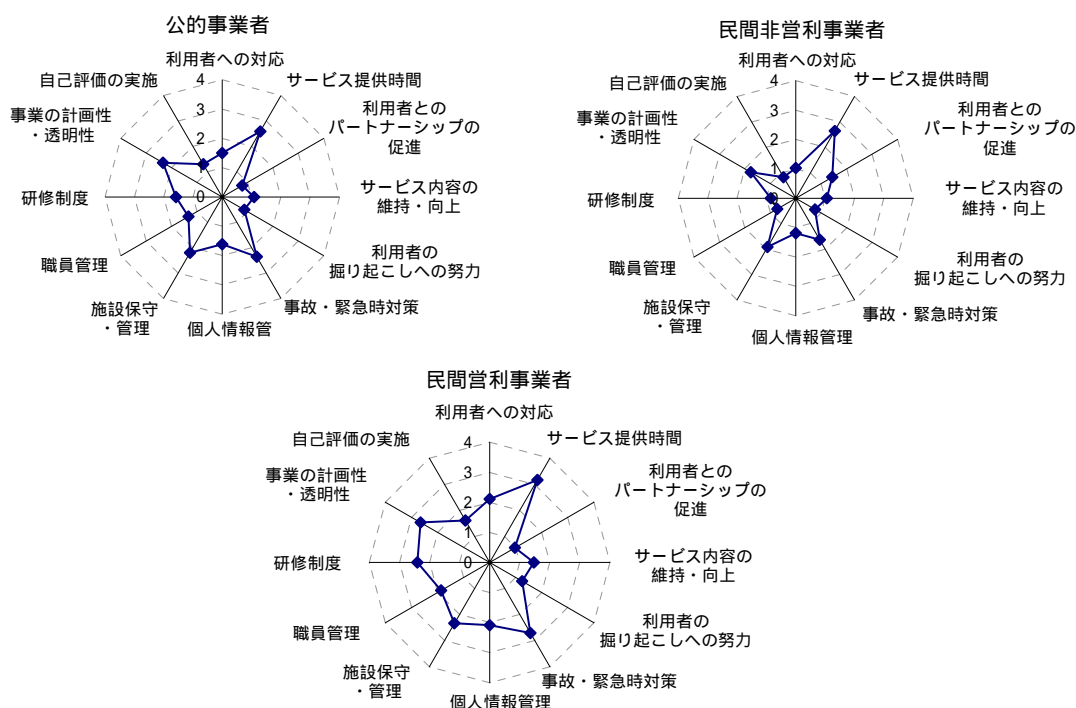 公的事業者
利用者への対応
サービス提供時間
利用者との
パートナーシップの
促進
サービス内容の
維持・向上
利用者の
掘り起こしへの努力
事故・緊急時対策
個人情報管
施設保守
・管理
職員管理
研修制度
事業の計画性
・透明性
自己評価の実施
4
3
2
1
0
民間非営利事業者
利用者への対応
サービス提供時間
利用者との
パートナーシップの
促進
サービス内容の
維持・向上
利用者の
掘り起こしへの努力
事故・緊急時対策
個人情報管理
施設保守
・管理
職員管理
研修制度
事業の計画性
・透明性
自己評価の実施
4
3
2
1
0
民間営利事業者
利用者への対応
サービス提供時間
利用者との
パートナーシップの
促進
サービス内容の
維持・向上
利用者の
掘り起こしへの努力
事故・緊急時対策
個人情報管理
施設保守
・管理
職員管理
研修制度
事業の計画性
・透明性
自己評価の実施
4
3
2
1
0